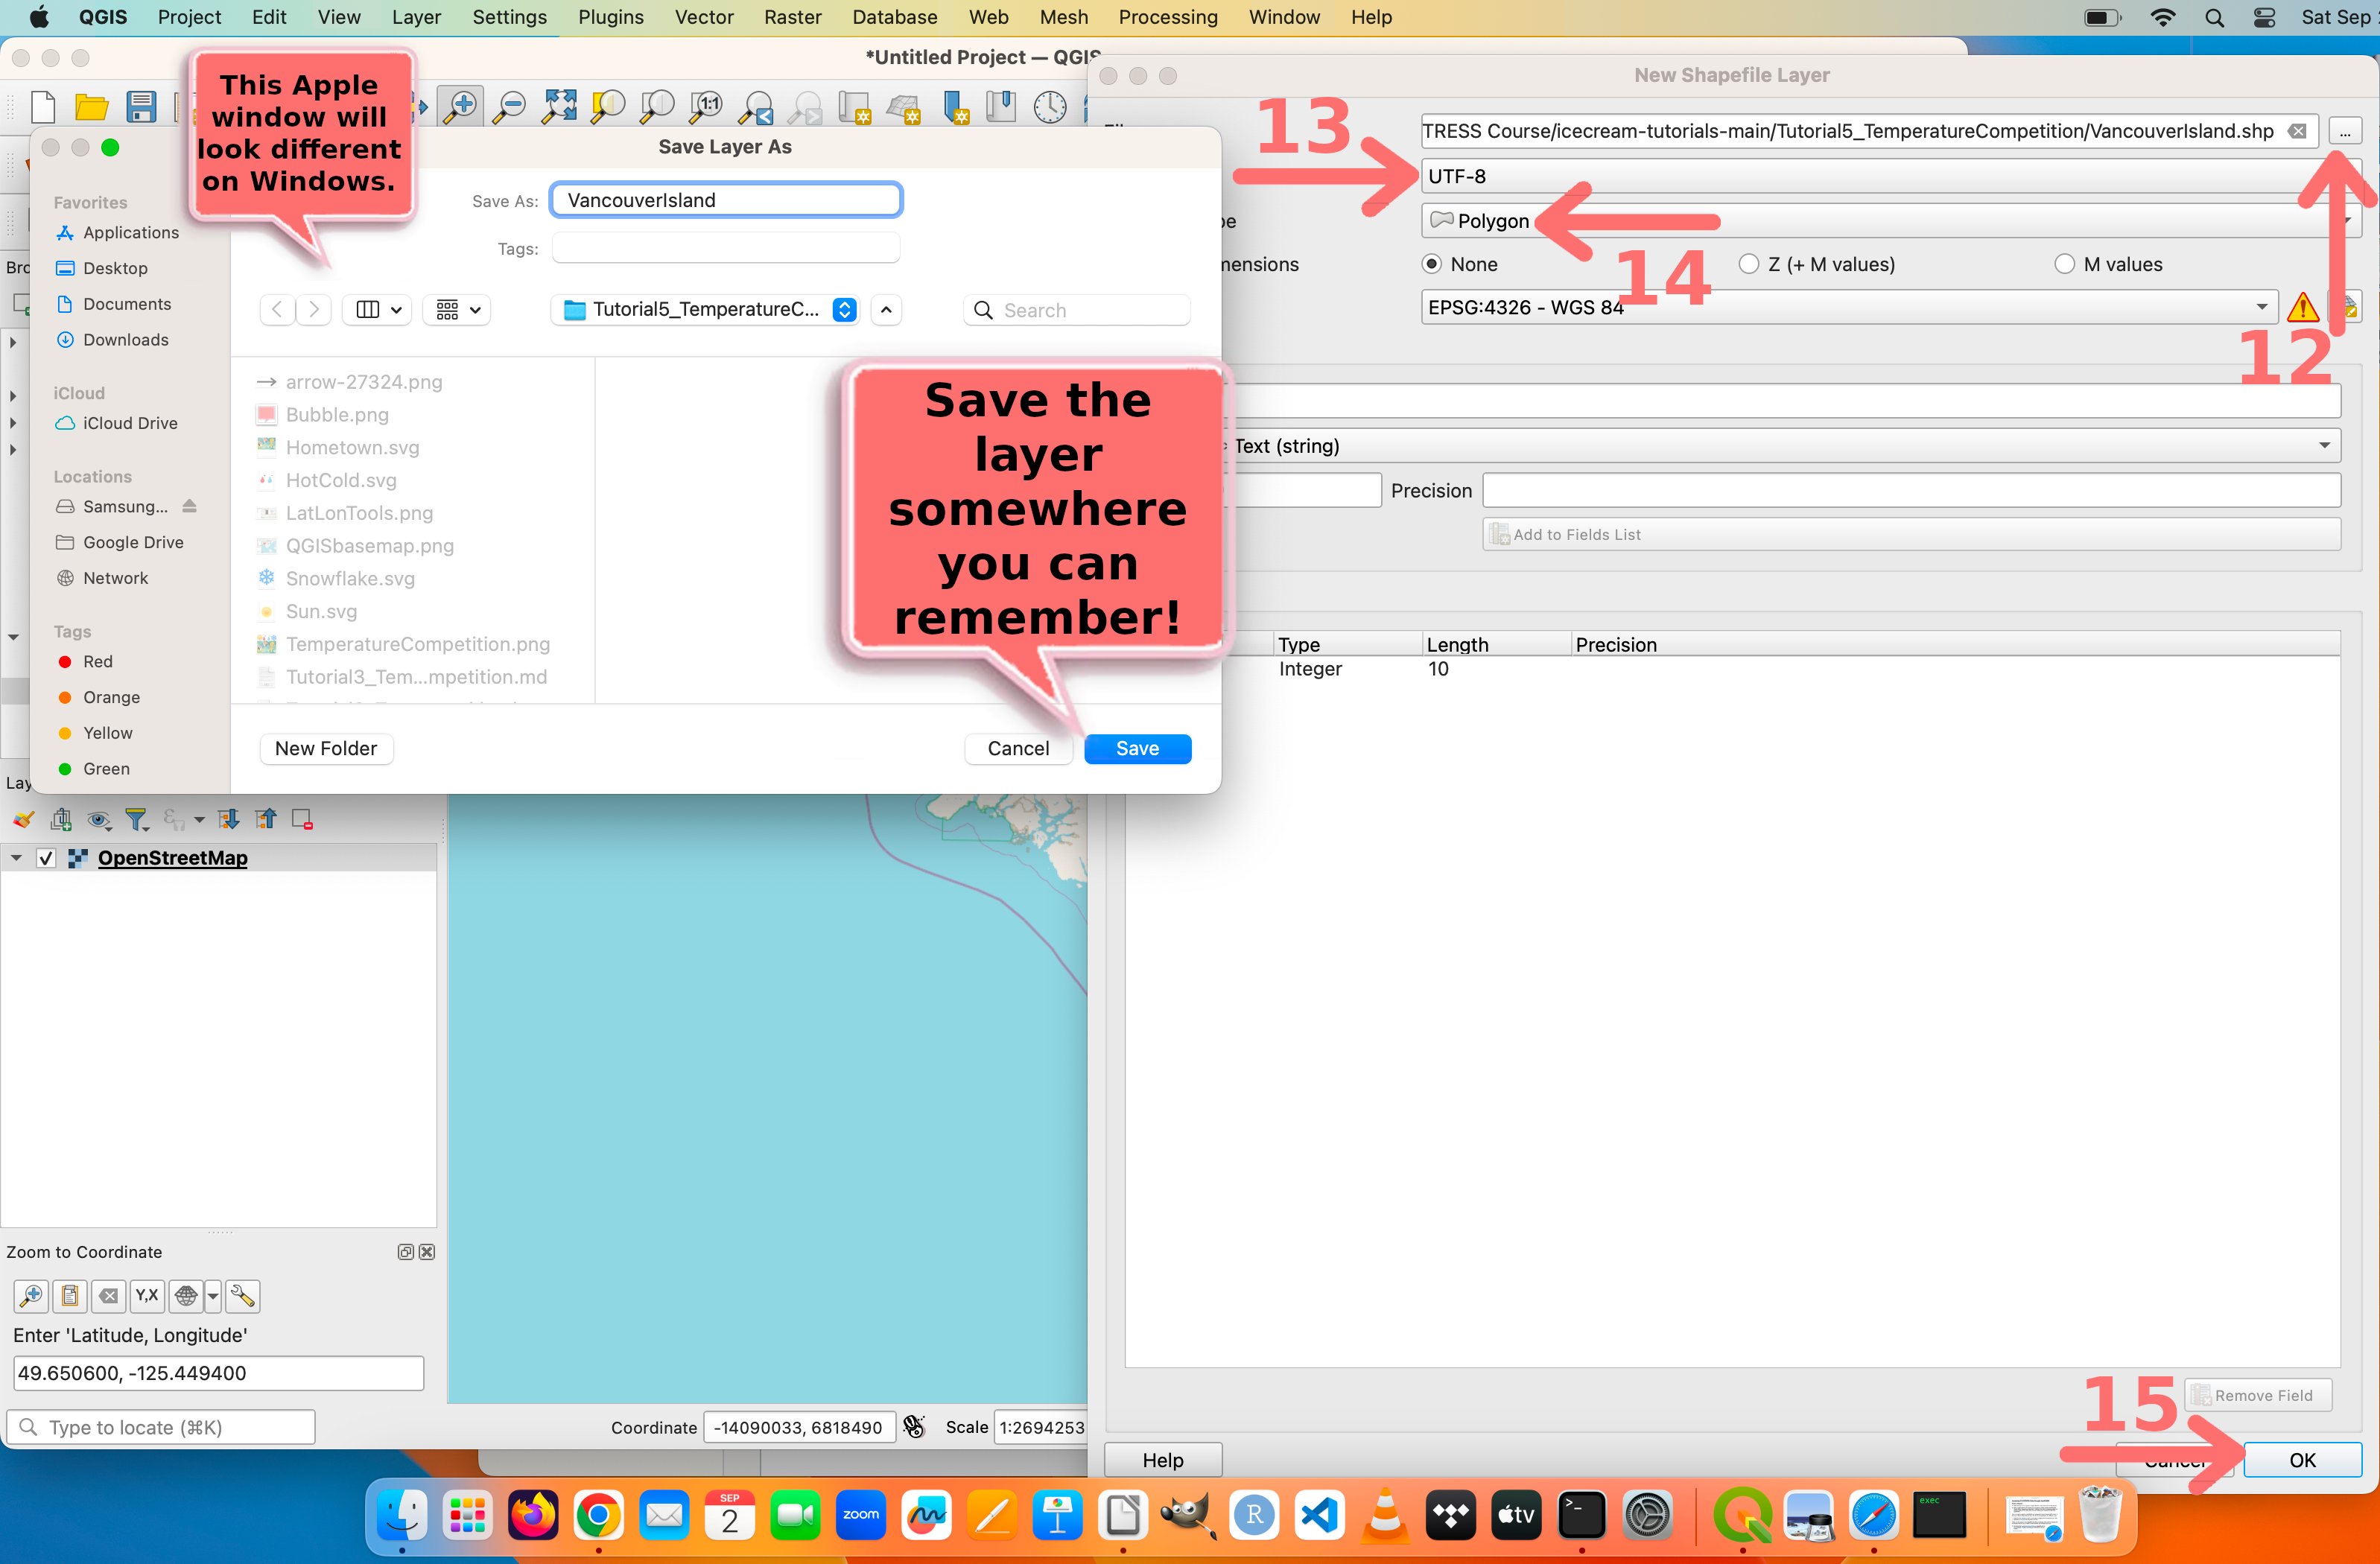 QGIS Project Edit View Layer Settings Plugins Vector Raster Database Web Mesh Processing Window Help Sat Sep
*Untitled Project — QGIS
New Shapefile Layer
This Apple
window will
look different
on Windows.
Save Layer As
Save As: VancouverIsland
Tags:
Tutorial5_TemperatureC...
Search
Favorites
Applications
Desktop
Documents
Downloads
iCloud
iCloud Drive
Locations
Samsung...
Google Drive
Network
Tags
Red
Orange
Yellow
Green
arrow-27324.png
Bubble.png
Hometown.svg
HotCold.svg
LatLonTools.png
QGISbasemap.png
Snowflake.svg
Sun.svg
TemperatureCompetition.png
Tutorial3_Tem...mpetition.md
New Folder
Cancel
Save
Save the
layer
somewhere
you can
remember!
13
TRESS Course/icecream-tutorials-main/Tutorial5_TemperatureCompetition/VancouverIsland.shp
...
UTF-8
Polygon
14
None
Z (+ M values)
M values
EPSG:4326 - WGS 84
12
Text (string)
Precision
Add to Fields List
Type Length Precision
Integer 10
Remove Field
15
Help
Cancel
OK
OpenStreetMap
Zoom to Coordinate
Y,X
Enter 'Latitude, Longitude'
49.650600, -125.449400
Type to locate (⌘K)
Coordinate -14090033, 6818490
Scale 1:2694253
1:1
SEP
2
zoom
R
tv
>_
exec